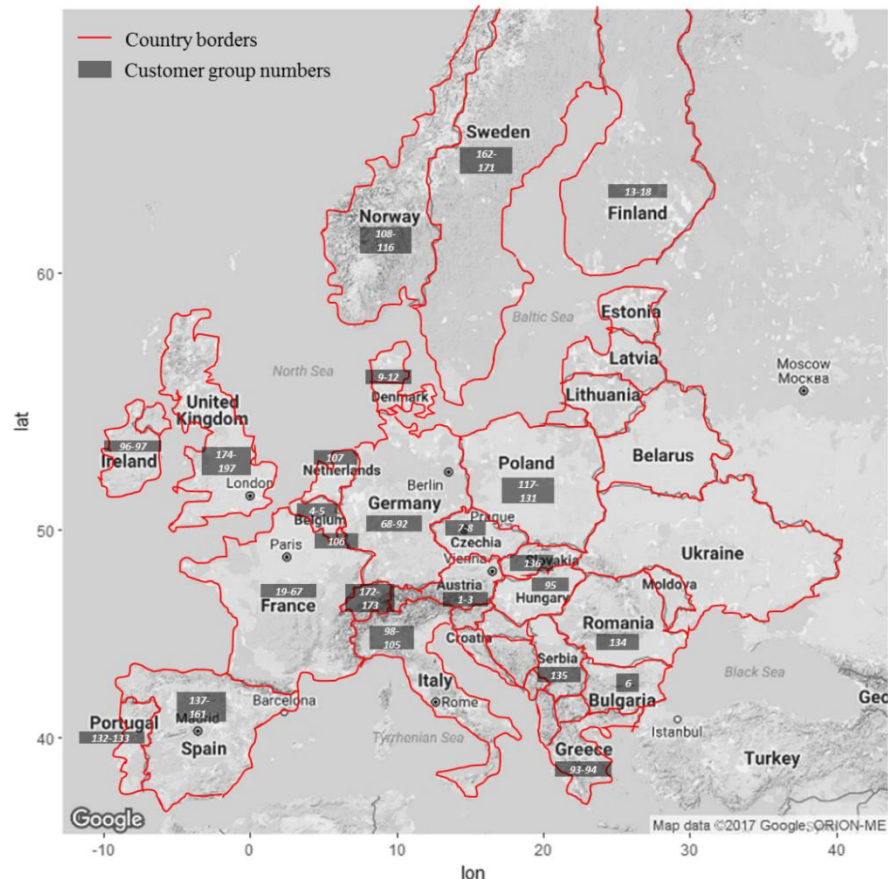 Country borders
Customer group numbers
Sweden
162-
171
13-18
Finland
Norway
108-
116
60
Estonia
Baltic Sea
Latvia
Moscow
Москва
North Sea
9-12
Denmark
Lithuania
United
Kingdom
lat
96-97
Ireland
174-
197
London
107
Netherlands
Berlin
Poland
117-
131
Belarus
Germany
68-92
4-5
Belgium
106
50
Prague
7-8
Czechia
Paris
Vienna
Slovakia
136
Ukraine
Austria
1-3
95
Hungary
Moldova
19-67
France
172-
173
Romania
134
98-
105
Croatia
Serbia
135
6
Bulgaria
Black Sea
Italy
Rome
Barcelona
137-
161
Portugal
Madrid
132-133
Spain
40
Tyrrhenian Sea
Greece
93-94
Istanbul
Turkey
Geo
Google
Map data ©2017 Google, ORION-ME
-10
0
10
20
30
40
lon